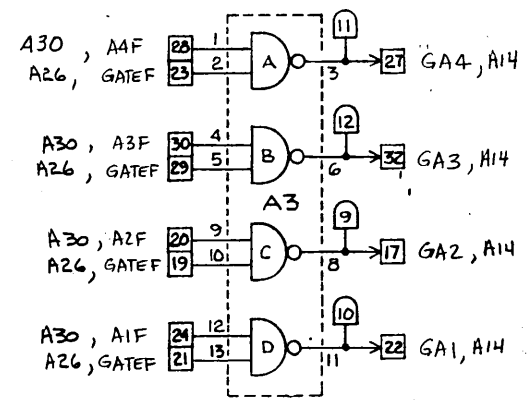 11
A30 , A4F 28 1 A 3 27 GA4 , A14
A26 , GATEF 23 2
12
A30 , A3F 30 4 B 6 32 GA3 , A14
A26 , GATEF 29 5
A3
9
A30 , A2F 20 9 C 8 17 GA2 , A14
A26 , GATEF 19 10
10
A30 , A1F 24 12 D 11 22 GA1 , A14
A26 , GATEF 21 13